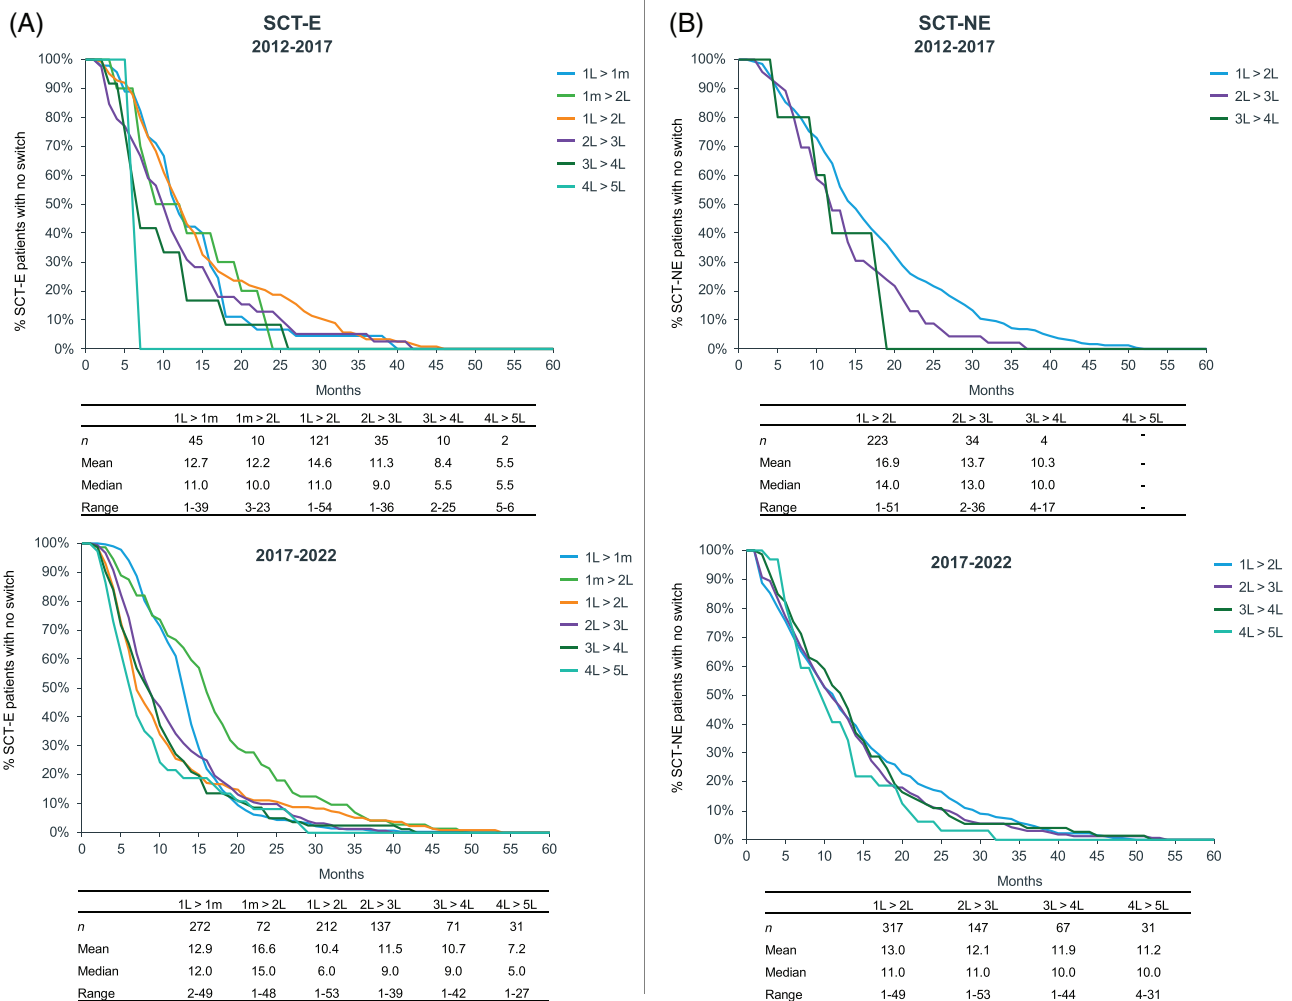 (A)
SCT-E
2012-2017
% SCT-E patients with no switch
100%
90%
80%
70%
60%
50%
40%
30%
20%
10%
0%
0 5 10 15 20 25 30 35 40 45 50 55 60
Months
1L > 1m
1m > 2L
1L > 2L
2L > 3L
3L > 4L
4L > 5L
1L > 1m 1m > 2L 1L > 2L 2L > 3L 3L > 4L 4L > 5L
n 45 10 121 35 10 2
Mean 12.7 12.2 14.6 11.3 8.4 5.5
Median 11.0 10.0 11.0 9.0 5.5 5.5
Range 1-39 3-23 1-54 1-36 2-25 5-6
2017-2022
% SCT-E patients with no switch
100%
90%
80%
70%
60%
50%
40%
30%
20%
10%
0%
0 5 10 15 20 25 30 35 40 45 50 55 60
Months
1L > 1m
1m > 2L
1L > 2L
2L > 3L
3L > 4L
4L > 5L
1L > 1m 1m > 2L 1L > 2L 2L > 3L 3L > 4L 4L > 5L
n 272 72 212 137 71 31
Mean 12.9 16.6 10.4 11.5 10.7 7.2
Median 12.0 15.0 6.0 9.0 9.0 5.0
Range 2-49 1-48 1-53 1-39 1-42 1-27
(B)
SCT-NE
2012-2017
% SCT-NE patients with no switch
100%
90%
80%
70%
60%
50%
40%
30%
20%
10%
0%
0 5 10 15 20 25 30 35 40 45 50 55 60
Months
1L > 2L
2L > 3L
3L > 4L
1L > 2L 2L > 3L 3L > 4L 4L > 5L
n 223 34 4 -
Mean 16.9 13.7 10.3 -
Median 14.0 13.0 10.0 -
Range 1-51 2-36 4-17 -
2017-2022
% SCT-NE patients with no switch
100%
90%
80%
70%
60%
50%
40%
30%
20%
10%
0%
0 5 10 15 20 25 30 35 40 45 50 55 60
Months
1L > 2L
2L > 3L
3L > 4L
4L > 5L
1L > 2L 2L > 3L 3L > 4L 4L > 5L
n 317 147 67 31
Mean 13.0 12.1 11.9 11.2
Median 11.0 11.0 10.0 10.0
Range 1-49 1-53 1-44 4-31